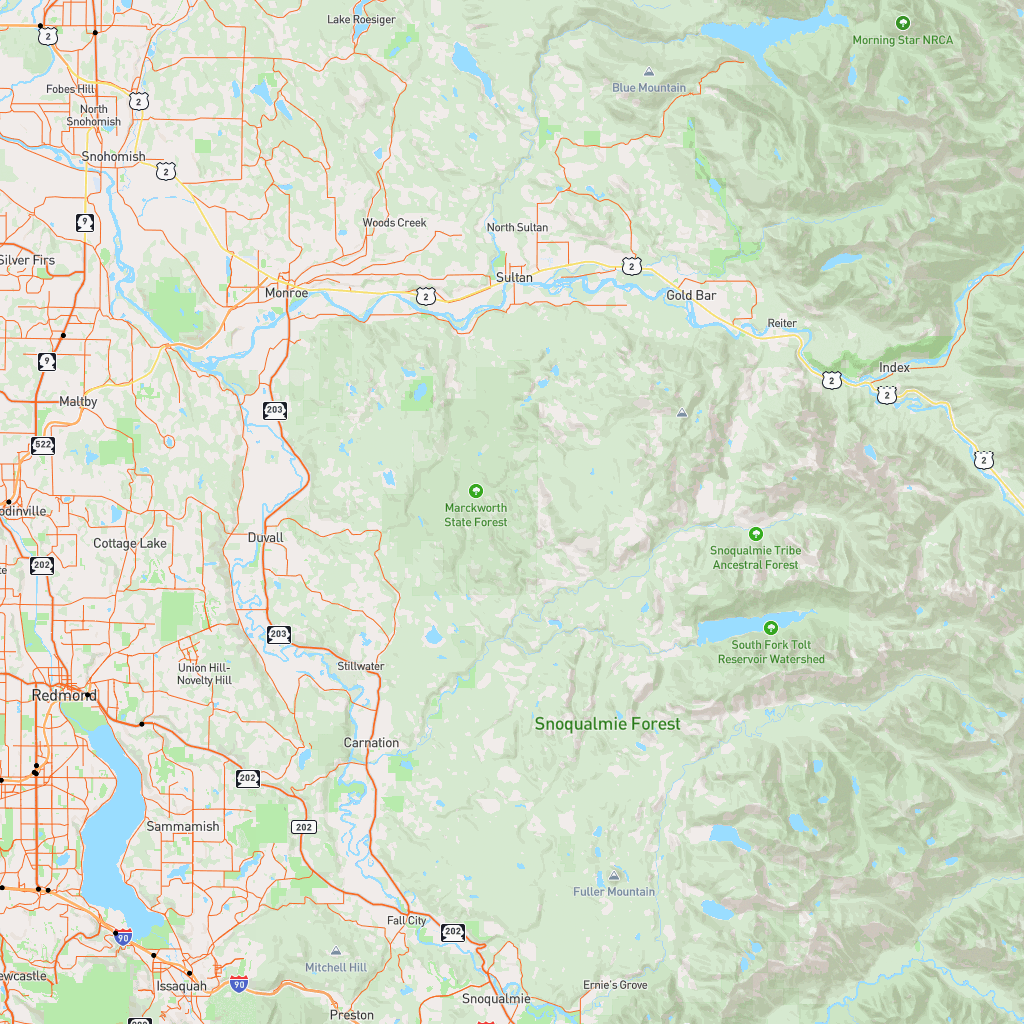 Lake Roesiger
2
Morning Star NRCA
Blue Mountain
Fobes Hill
2
North
Snohomish
Snohomish
2
9
Woods Creek
North Sultan
Silver Firs
2
Sultan
Monroe
2
Gold Bar
Reiter
9
Index
2
2
Maltby
203
522
2
Marckworth
State Forest
Duvall
Cottage Lake
Snoqualmie Tribe
Ancestral Forest
202
203
South Fork Tolt
Reservoir Watershed
Union Hill-
Novelty Hill
Stillwater
Redmond
Snoqualmie Forest
Carnation
202
Sammamish
202
Fuller Mountain
Fall City
202
90
Mitchell Hill
Issaquah
90
Ernie's Grove
Snoqualmie
Preston